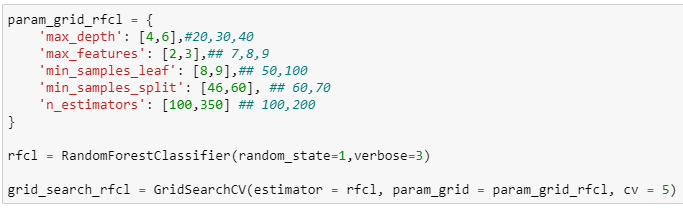 param_grid_rfcl = {
    'max_depth': [4,6],#20,30,40
    'max_features': [2,3],## 7,8,9
    'min_samples_leaf': [8,9],## 50,100
    'min_samples_split': [46,60], ## 60,70
    'n_estimators': [100,350] ## 100,200
}
rfcl = RandomForestClassifier(random_state=1,verbose=3)
grid_search_rfcl = GridSearchCV(estimator = rfcl, param_grid = param_grid_rfcl, cv = 5)